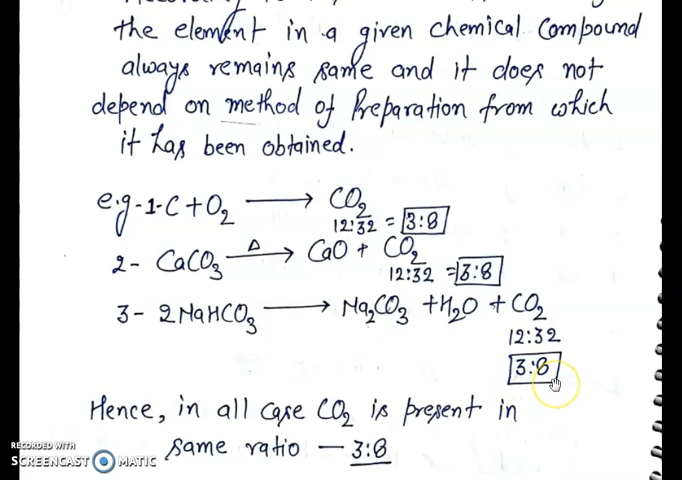 the element in a given chemical compound
always remains same and it does not
depend on method of Preparation from which
it has been obtained.
e.g-1-C+O₂ ⟶ CO₂
12:32 = 3:8
2- CaCO₃ Δ⟶ CaO + CO₂
12:32 = 3:8
3- 2NaHCO₃ ⟶ Na₂CO₃ + H₂O + CO₂
12:32
3:8
Hence, in all case CO₂ is present in
same ratio — 3:8
RECORDED WITH
SCREENCAST MATIC